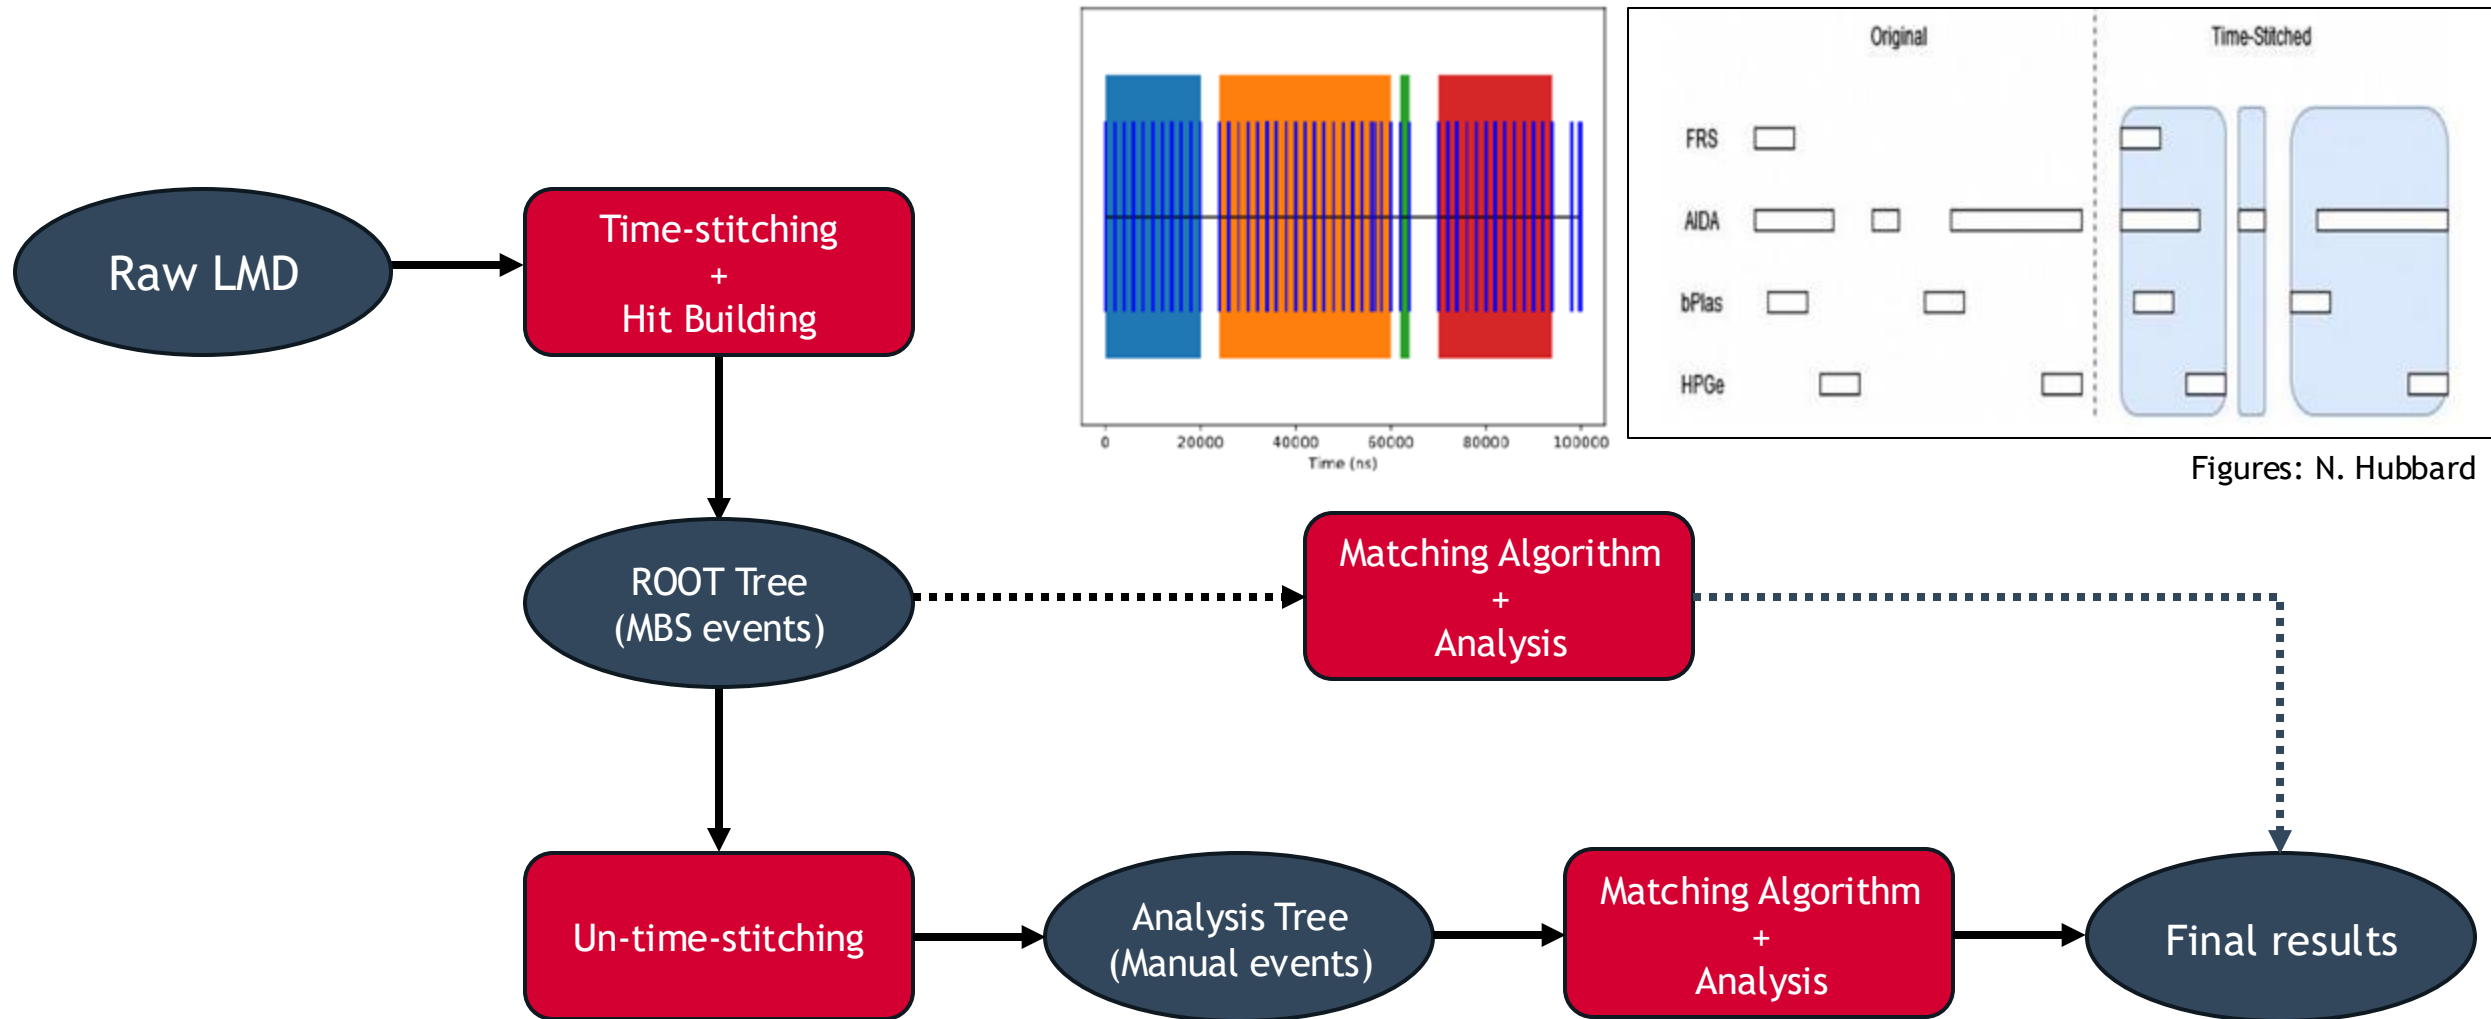 Raw LMD
Time-stitching
+
Hit Building
0
20000
40000
60000
80000
100000
Time (ns)
Original
Time-Stitched
FRS
AIDA
bPlas
HPGe
Figures: N. Hubbard
ROOT Tree
(MBS events)
Matching Algorithm
+
Analysis
Un-time-stitching
Analysis Tree
(Manual events)
Matching Algorithm
+
Analysis
Final results